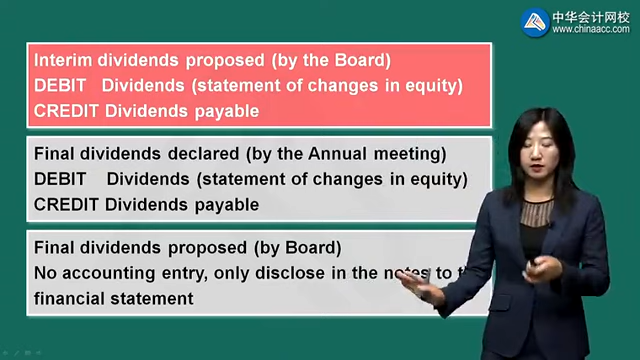 中华会计网校
www.chinaacc.com
Interim dividends proposed (by the Board)
DEBIT Dividends (statement of changes in equity)
CREDIT Dividends payable
Final dividends declared (by the Annual meeting)
DEBIT Dividends (statement of changes in equity)
CREDIT Dividends payable
Final dividends proposed (by Board)
No accounting entry, only disclose in the notes to
financial statement